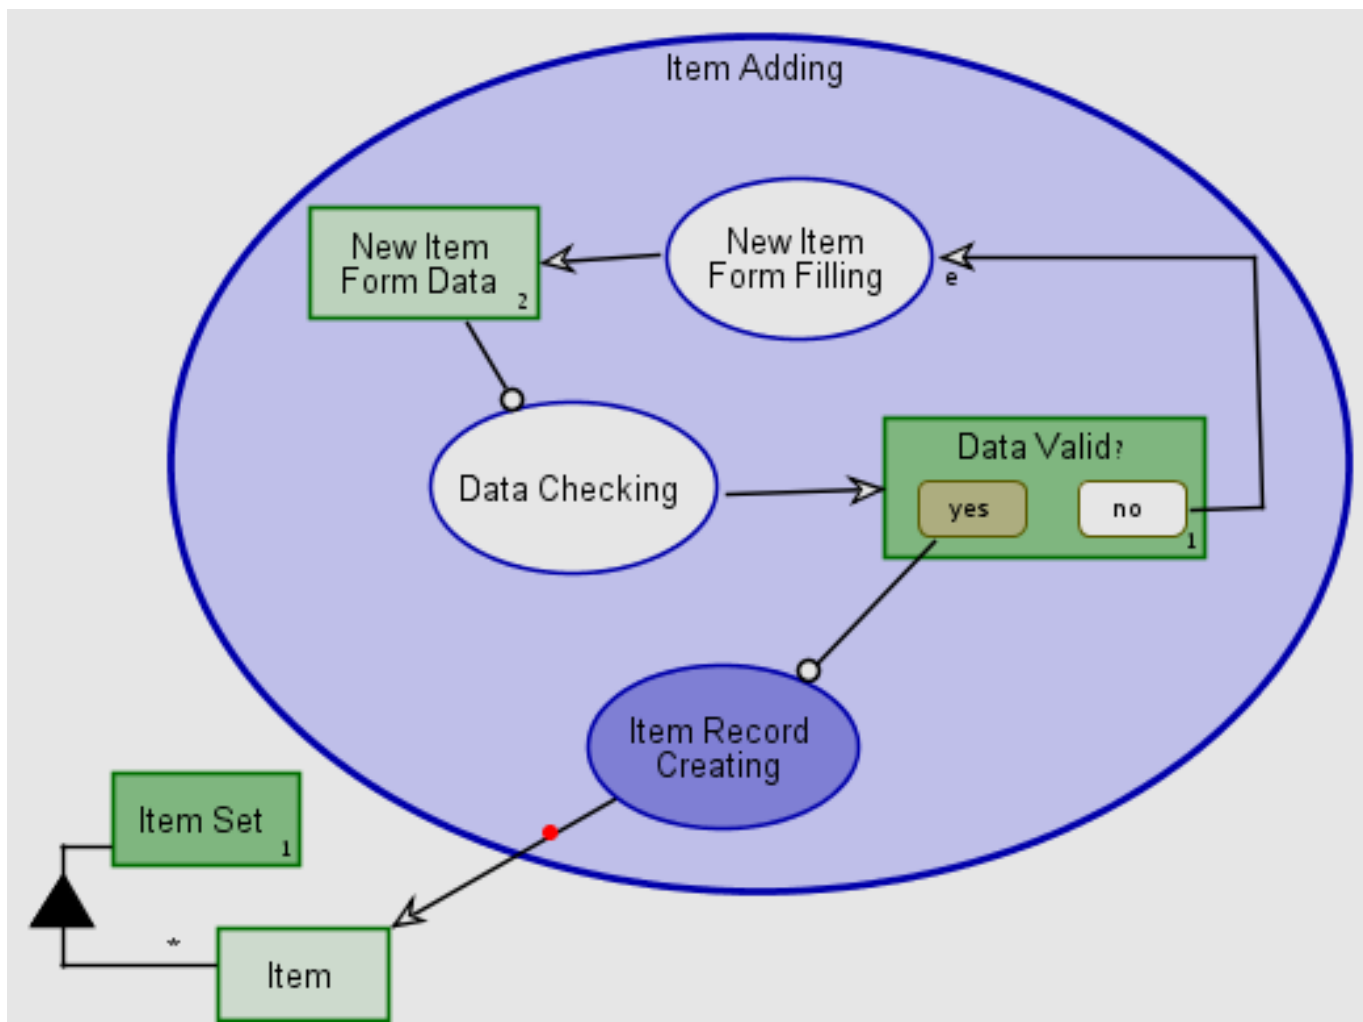 Item Adding
New Item
Form Data
2
New Item
Form Filling
e
Data Checking
Data Valid?
yes
no
1
Item Record
Creating
Item Set
1
*
Item